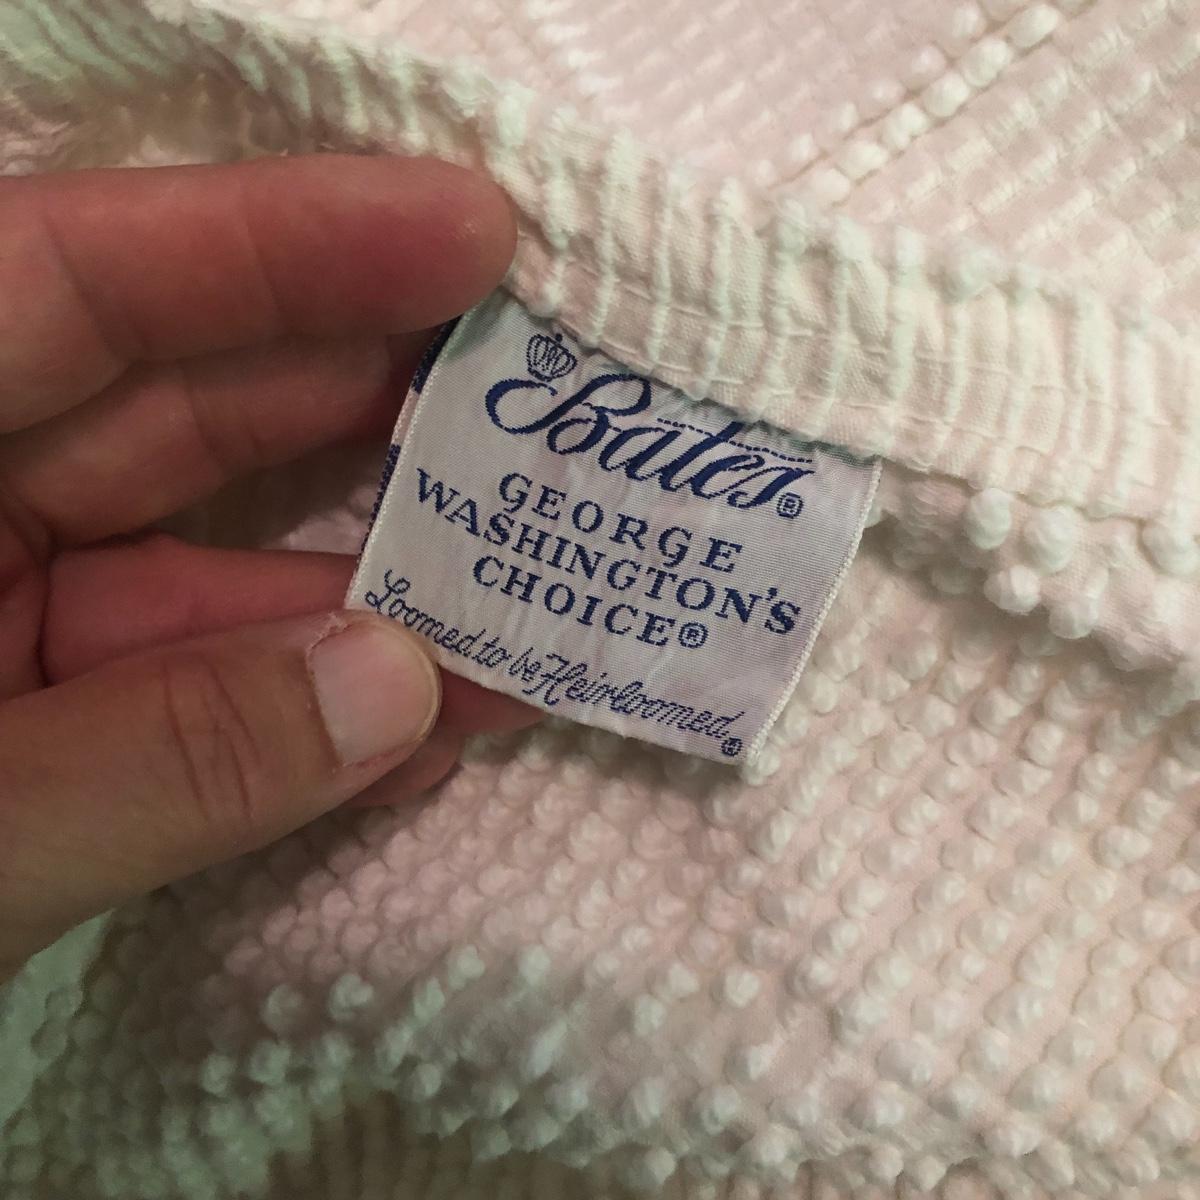 Bates®
GEORGE
WASHINGTON'S
CHOICE®
Loomed to be Heirloomed®